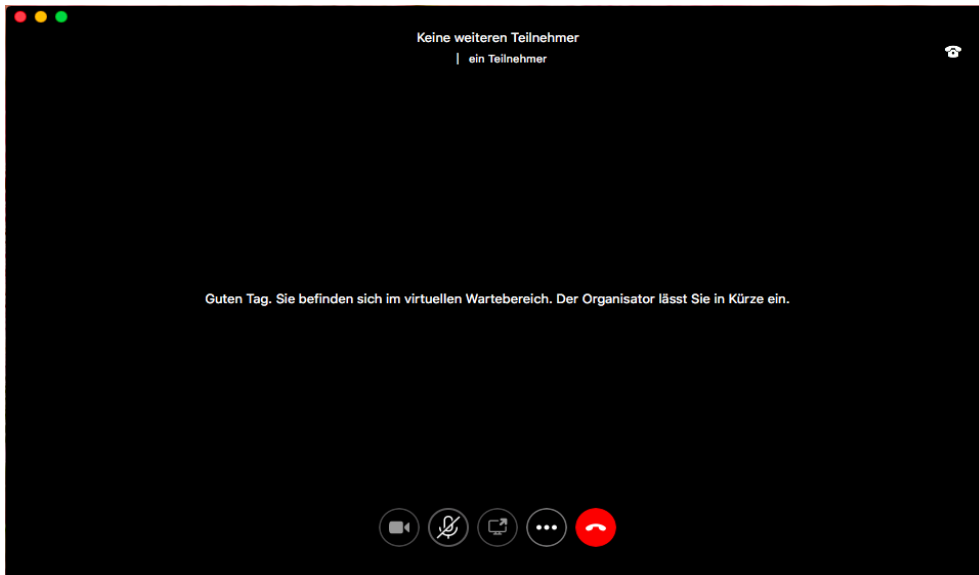 Keine weiteren Teilnehmer
| ein Teilnehmer
Guten Tag. Sie befinden sich im virtuellen Wartebereich. Der Organisator lässt Sie in Kürze ein.